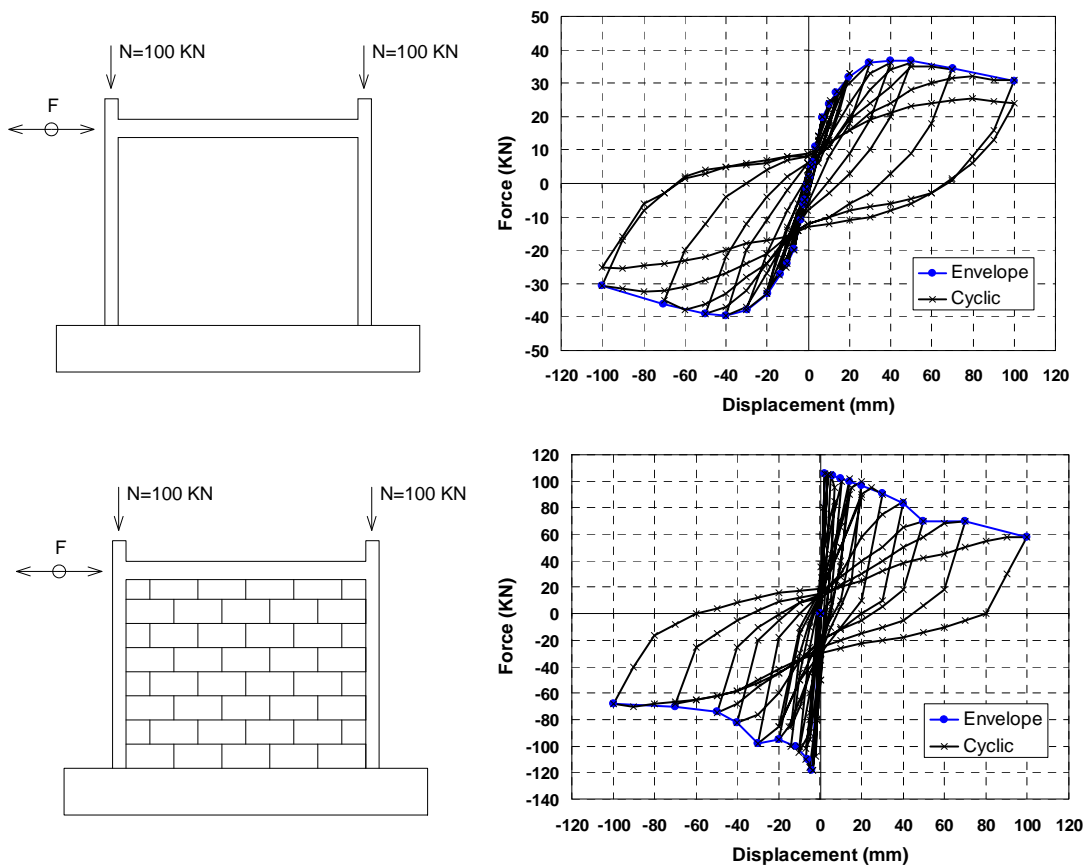 N=100 KN N=100 KN
F
50
40
30
20
10
0
-10
-20
-30
-40
-50
Force (KN)
Envelope
Cyclic
-120 -100 -80 -60 -40 -20 0 20 40 60 80 100 120
Displacement (mm)
N=100 KN N=100 KN
F
120
100
80
60
40
20
0
-20
-40
-60
-80
-100
-120
-140
Force (KN)
Envelope
Cyclic
-120 -100 -80 -60 -40 -20 0 20 40 60 80 100 120
Displacement (mm)